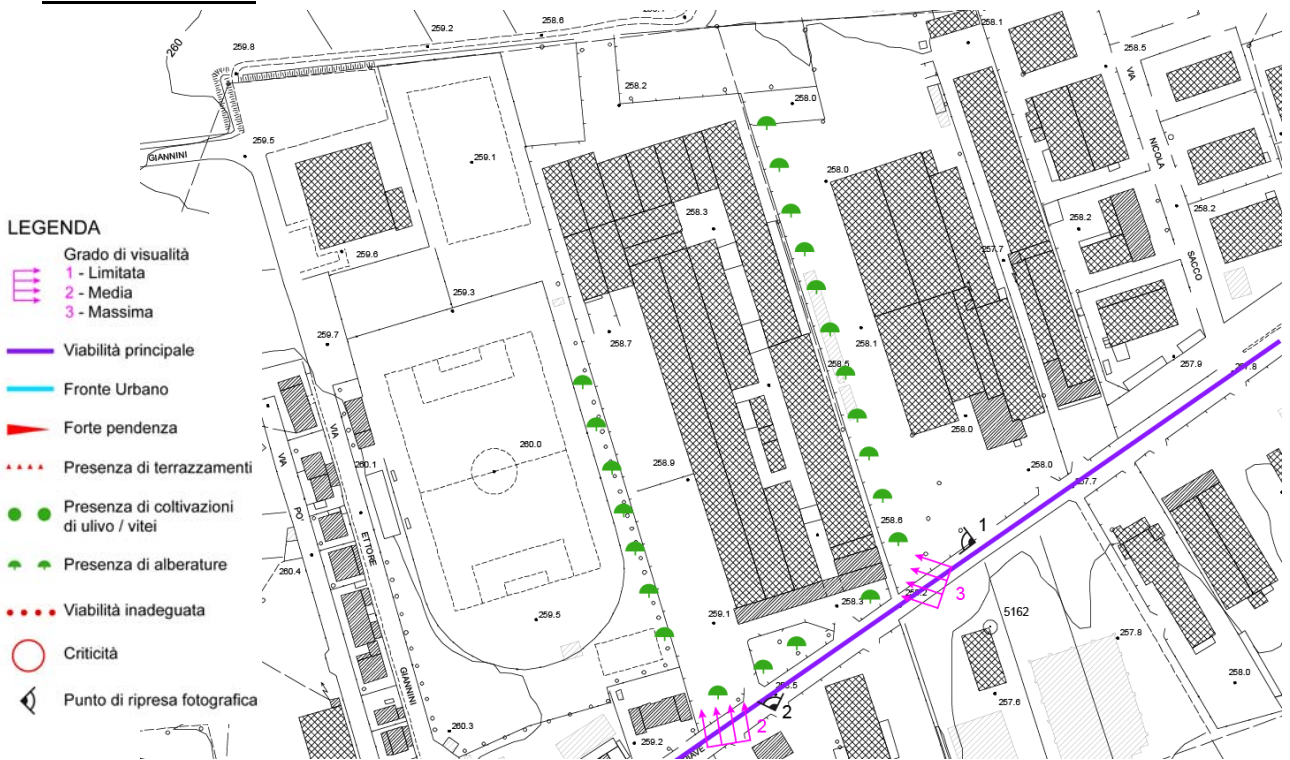 LEGENDA
Grado di visualità
1 - Limitata
2 - Media
3 - Massima
Viabilità principale
Fronte Urbano
Forte pendenza
Presenza di terrazzamenti
Presenza di coltivazioni
di ulivo / vitei
Presenza di alberature
Viabilità inadeguata
Criticità
Punto di ripresa fotografica
260
259.8
259.2
258.6
258.1
258.5
VIA
NICOLA
SACCO
259.5
GIANNINI
258.2
258.0
259.1
258.0
258.3
258.2
258.2
257.7
259.6
259.3
259.7
258.7
258.1
258.5
257.9
257.8
VIA
VIA
PO'
ETTORE
GIANNINI
260.1
260.0
258.9
258.0
258.0
257.7
258.6
1
260.4
259.5
259.1
258.3
3
5162
257.8
258.0
257.6
2
2
260.3
259.2